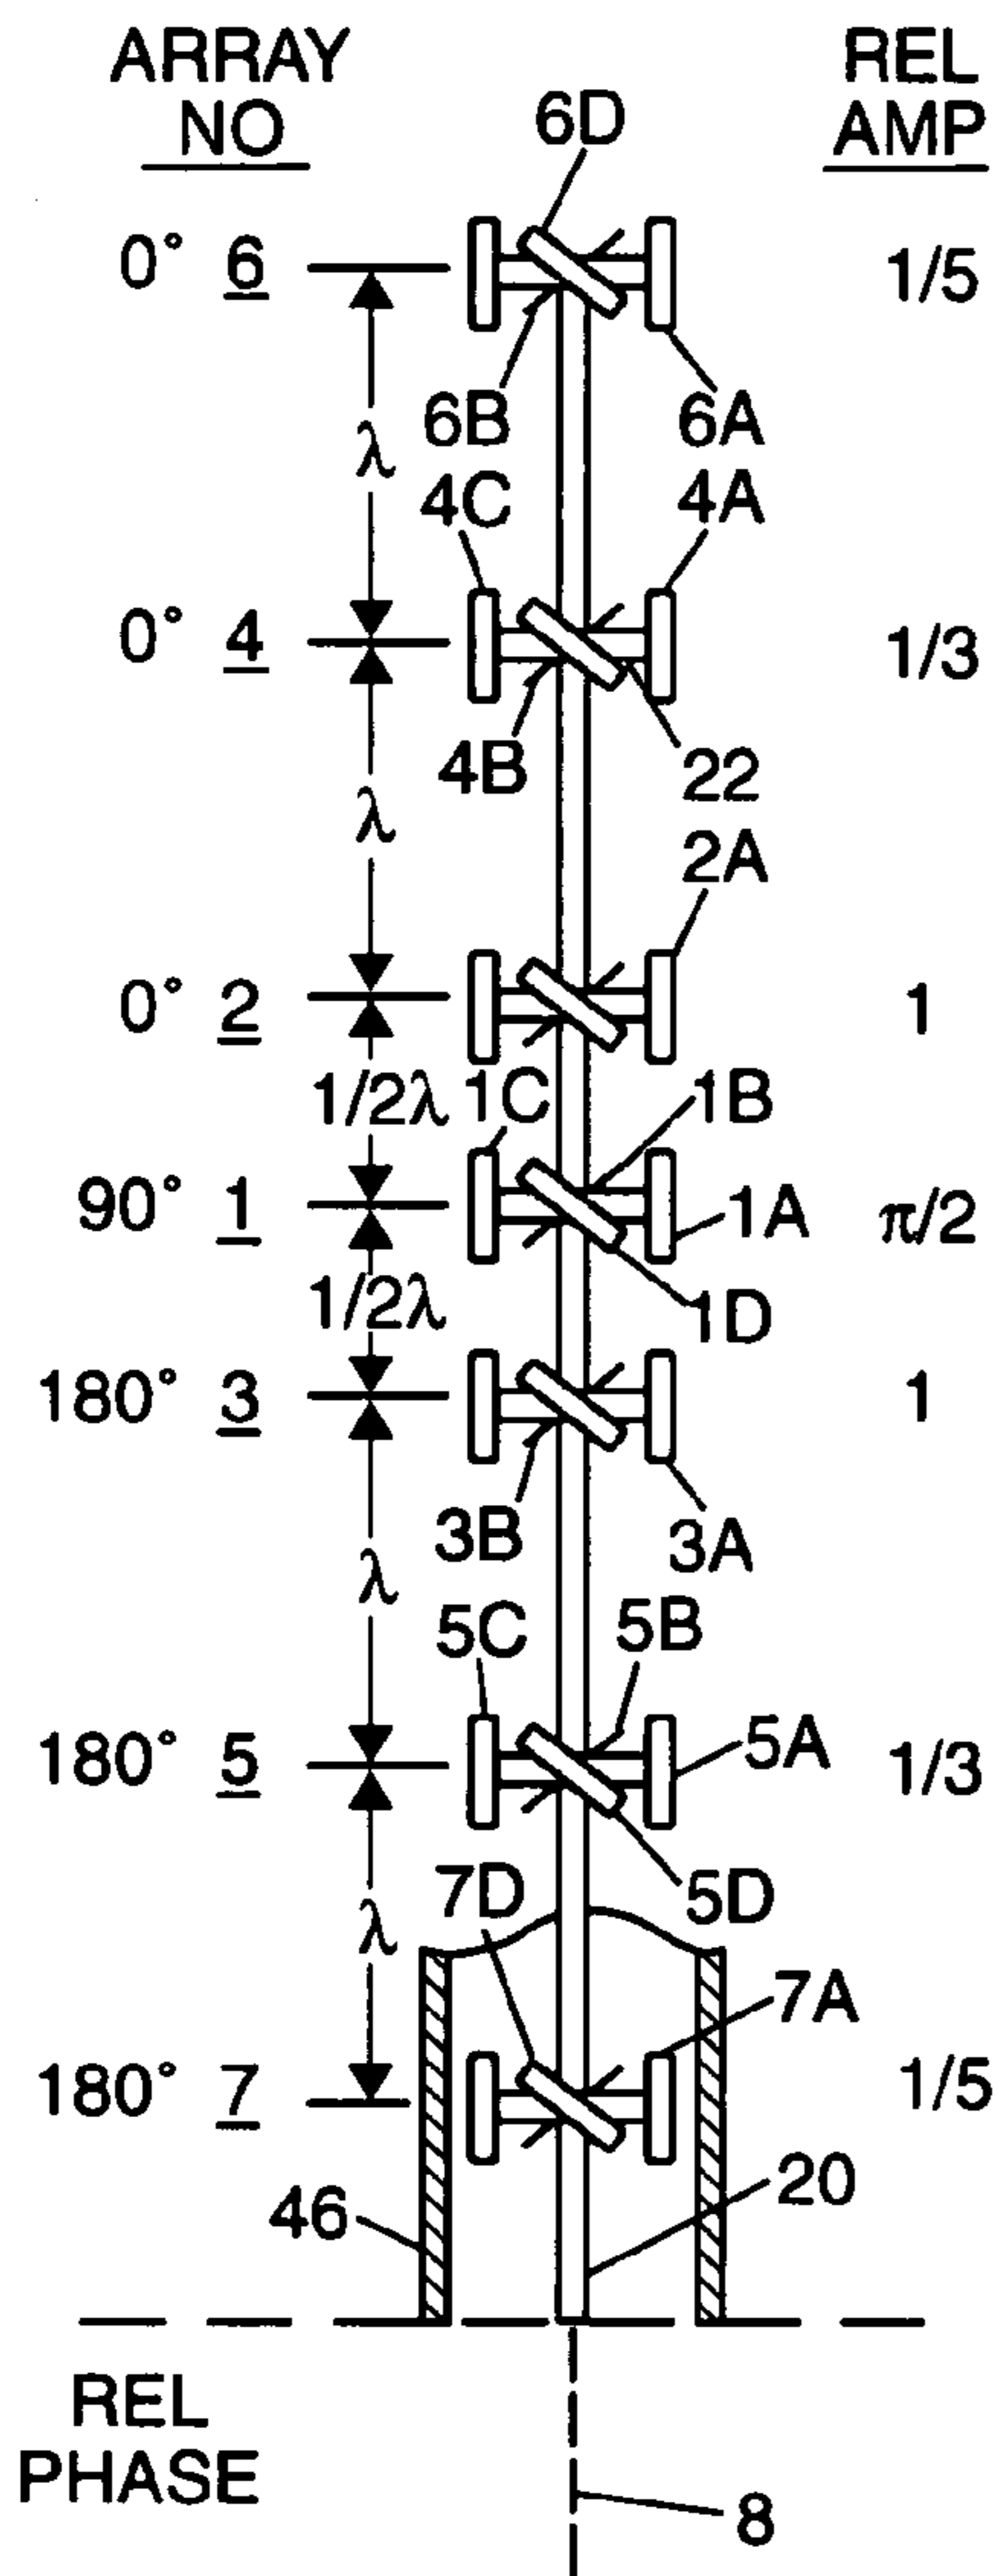 ARRAY NO
REL AMP
6D
0° 6
1/5
λ
6B
6A
4C
4A
0° 4
1/3
4B
22
λ
2A
0° 2
1
1/2λ
1C
1B
90° 1
1A
π/2
1/2λ
1D
180° 3
1
3B
3A
λ
5C
5B
180° 5
5A
1/3
7D
5D
λ
7A
180° 7
1/5
46
20
REL PHASE
8